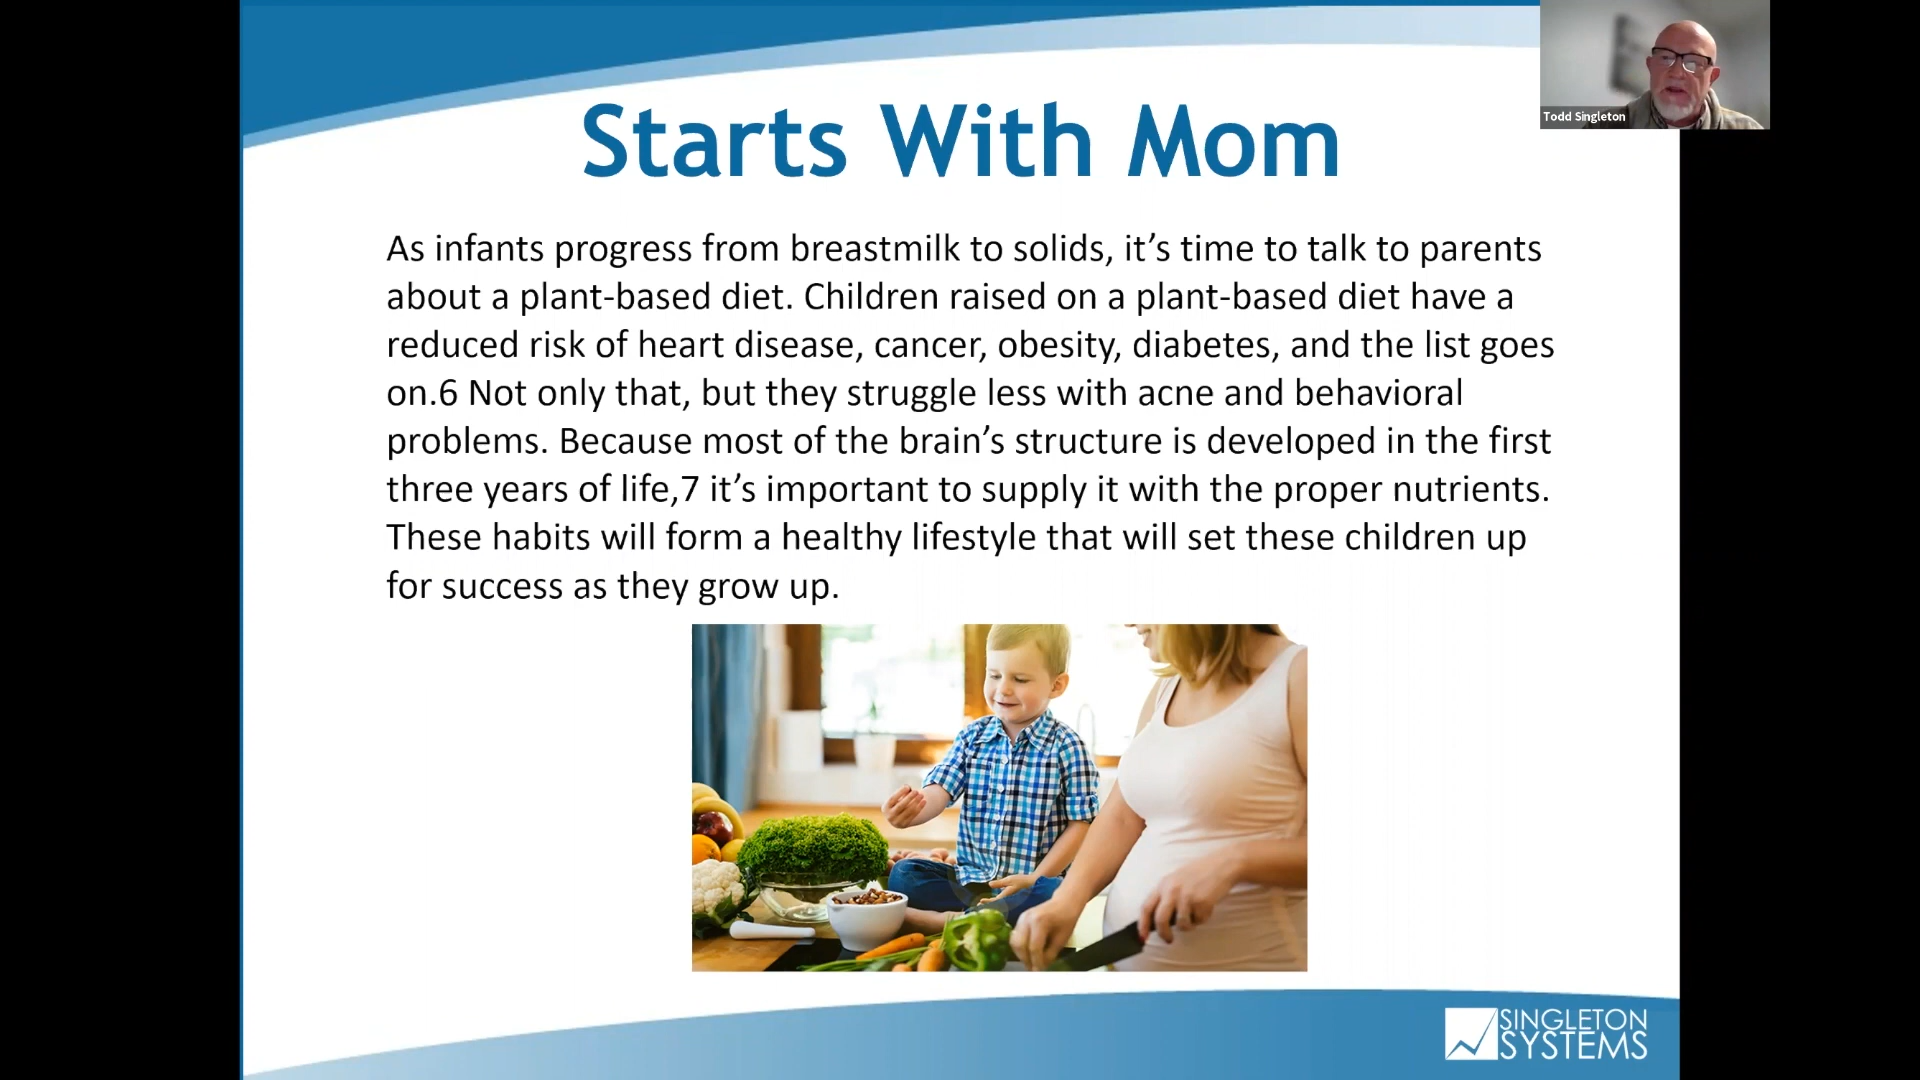 Starts With Mom
Todd Singleton
As infants progress from breastmilk to solids, it’s time to talk to parents
about a plant-based diet. Children raised on a plant-based diet have a
reduced risk of heart disease, cancer, obesity, diabetes, and the list goes
on.6 Not only that, but they struggle less with acne and behavioral
problems. Because most of the brain’s structure is developed in the first
three years of life,7 it’s important to supply it with the proper nutrients.
These habits will form a healthy lifestyle that will set these children up
for success as they grow up.
SINGLETON
SYSTEMS